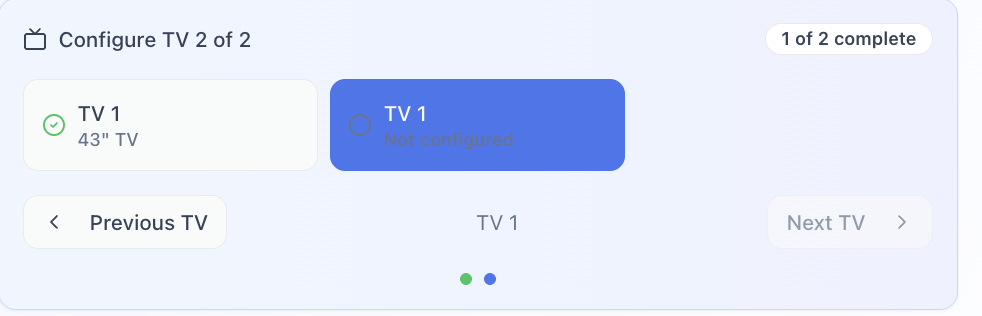 Configure TV 2 of 2
1 of 2 complete
TV 1
43" TV
TV 1
Not configured
Previous TV
TV 1
Next TV